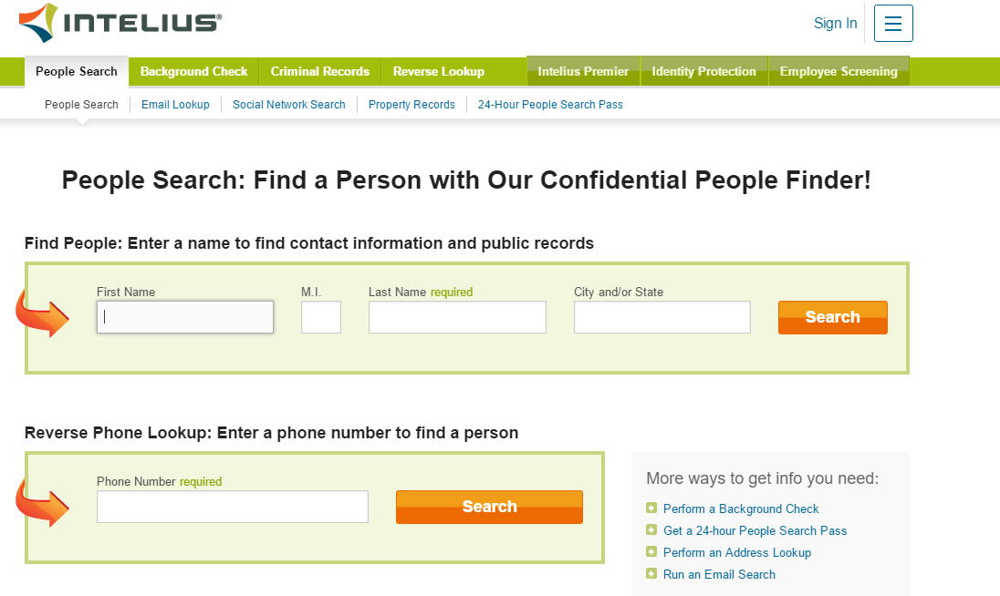 INTELIUS®
Sign In
People Search Background Check Criminal Records Reverse Lookup Intelius Premier Identity Protection Employee Screening
People Search Email Lookup Social Network Search Property Records 24-Hour People Search Pass
People Search: Find a Person with Our Confidential People Finder!
Find People: Enter a name to find contact information and public records
First Name M.I. Last Name required City and/or State
Search
Reverse Phone Lookup: Enter a phone number to find a person
Phone Number required
Search
More ways to get info you need:
Perform a Background Check
Get a 24-hour People Search Pass
Perform an Address Lookup
Run an Email Search